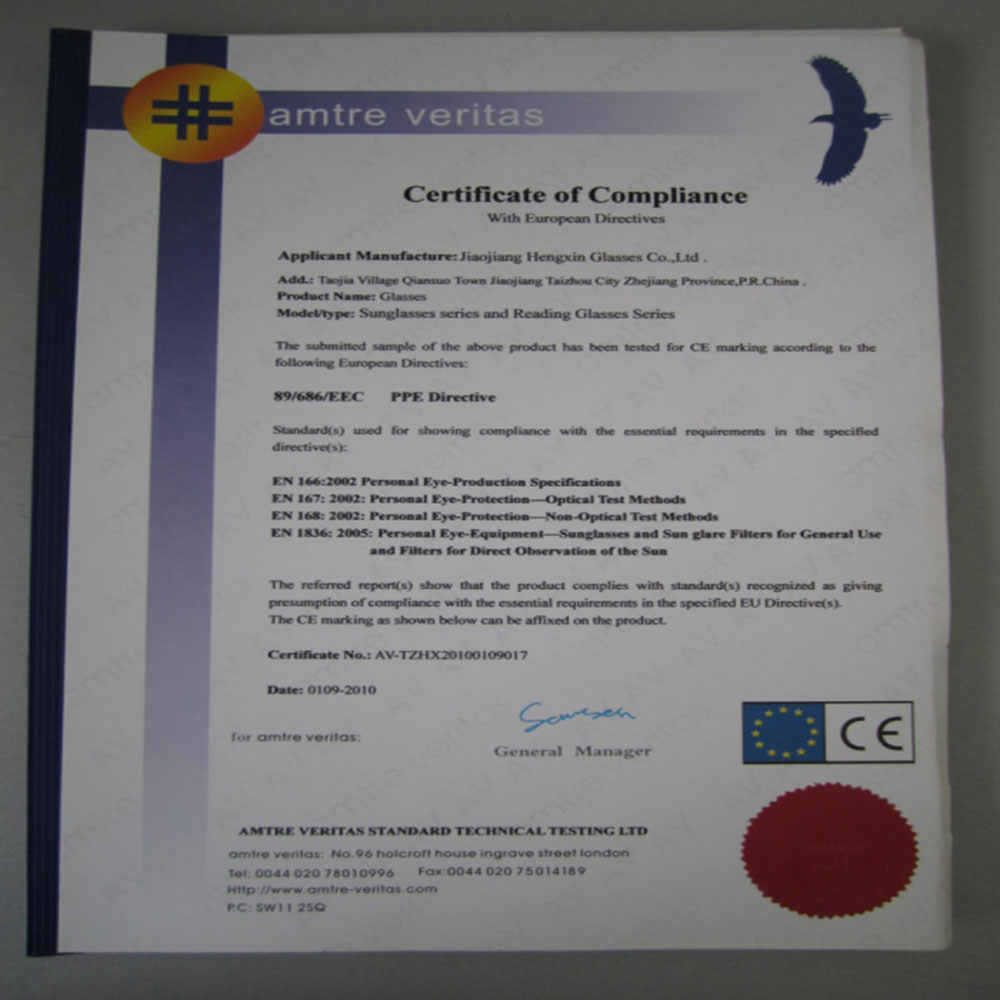 amtre veritas
Certificate of Compliance
With European Directives
Applicant Manufacture: Jiaojiang Hengxin Glasses Co.,Ltd .
Add.: Taojia Village Qiansuo Town Jiaojiang Taizhou City Zhejiang Province,P.R.China .
Product Name: Glasses
Model/type: Sunglasses series and Reading Glasses Series
The submitted sample of the above product has been tested for CE marking according to the
following European Directives:
89/686/EEC PPE Directive
Standard(s) used for showing compliance with the essential requirements in the specified
directive(s):
EN 166:2002 Personal Eye-Production Specifications
EN 167: 2002: Personal Eye-Protection—Optical Test Methods
EN 168: 2002: Personal Eye-Protection—Non-Optical Test Methods
EN 1836: 2005: Personal Eye-Equipment—Sunglasses and Sun glare Filters for General Use
and Filters for Direct Observation of the Sun
The referred report(s) show that the product complies with standard(s) recognized as giving
presumption of compliance with the essential requirements in the specified EU Directive(s).
The CE marking as shown below can be affixed on the product.
Certificate No.: AV-TZHX20100109017
Date: 0109-2010
for amtre veritas:
General Manager
CE
AMTRE VERITAS STANDARD TECHNICAL TESTING LTD
amtre veritas: No.96 holcroft house ingrave street london
Tel: 0044 020 78010996 Fax:0044 020 75014189
Http://www.amtre-veritas.com
P.C: SW11 2SQ